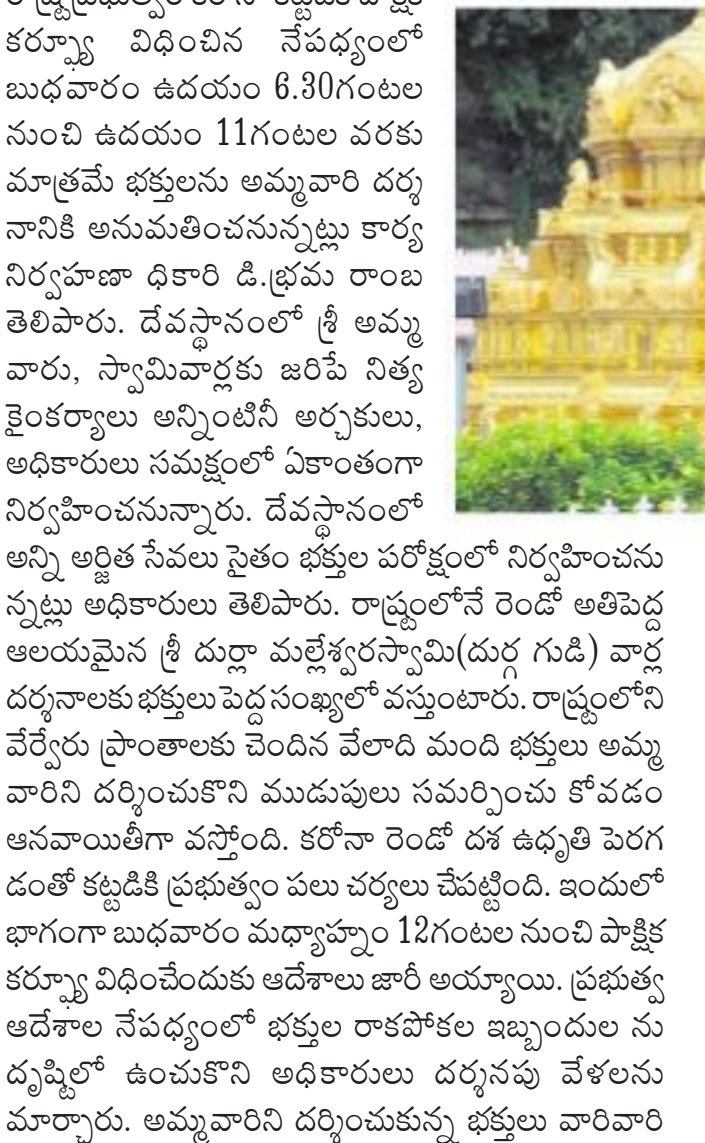 కర్ఫ్యూ విధించిన నేపధ్యంలో
బుధవారం ఉదయం 6.30గంటల
నుంచి ఉదయం 11గంటల వరకు
మాత్రమే భక్తులను అమ్మవారి దర్శ
నానికి అనుమతించనున్నట్లు కార్య
నిర్వహణా ధికారి డి.భ్రమ రాంబ
తెలిపారు. దేవస్థానంలో శ్రీ అమ్మ
వారు, స్వామివార్లకు జరిపే నిత్య
కైంకర్యాలు అన్నింటినీ అర్చకులు,
అధికారులు సమక్షంలో ఏకాంతంగా
నిర్వహించనున్నారు. దేవస్థానంలో
అన్ని అర్జిత సేవలు సైతం భక్తుల పరోక్షంలో నిర్వహించను
న్నట్లు అధికారులు తెలిపారు. రాష్ట్రంలోనే రెండో అతిపెద్ద
ఆలయమైన శ్రీ దుర్గా మల్లేశ్వరస్వామి(దుర్గ గుడి) వార్ల
దర్శనాలకు భక్తులు పెద్ద సంఖ్యలో వస్తుంటారు. రాష్ట్రంలోని
వేర్వేరు ప్రాంతాలకు చెందిన వేలాది మంది భక్తులు అమ్మ
వారిని దర్శించుకొని ముడుపులు సమర్పించు కోవడం
ఆనవాయితీగా వస్తోంది. కరోనా రెండో దశ ఉధృతి పెరగ
డంతో కట్టడికి ప్రభుత్వం పలు చర్యలు చేపట్టింది. ఇందులో
భాగంగా బుధవారం మధ్యాహ్నం 12గంటల నుంచి పాక్షిక
కర్ఫ్యూ విధించేందుకు ఆదేశాలు జారీ అయ్యాయి. ప్రభుత్వ
ఆదేశాల నేపధ్యంలో భక్తుల రాకపోకల ఇబ్బందుల ను
దృష్టిలో ఉంచుకొని అధికారులు దర్శనపు వేళలను
మార్చారు. అమ్మవారిని దర్శించుకున్న భక్తులు వారివారి